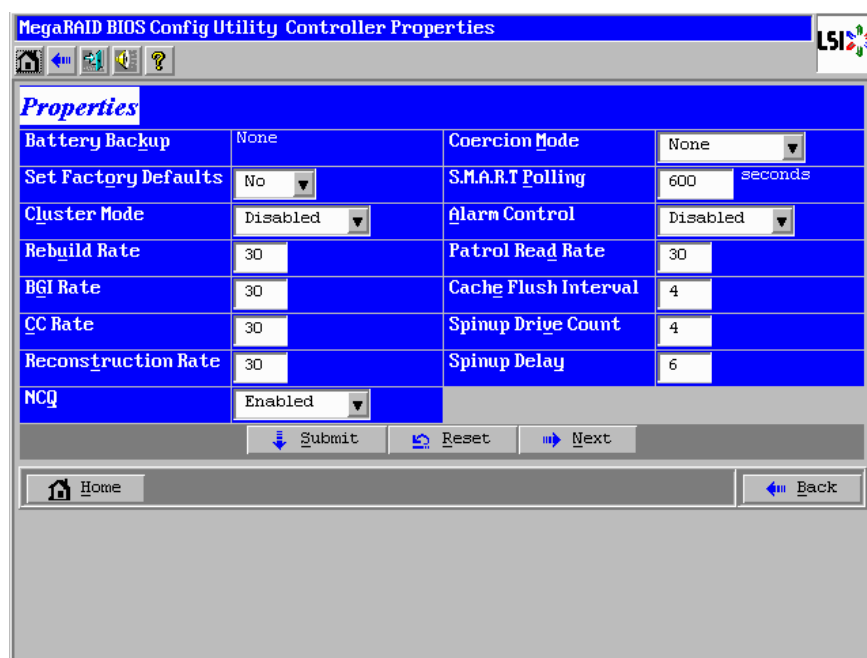 MegaRAID BIOS Config Utility Controller Properties
LSI
?
Properties
Battery Backup None Coercion Mode None
Set Factory Defaults No S.M.A.R.T Polling 600 seconds
Cluster Mode Disabled Alarm Control Disabled
Rebuild Rate 30 Patrol Read Rate 30
BGI Rate 30 Cache Flush Interval 4
CC Rate 30 Spinup Drive Count 4
Reconstruction Rate 30 Spinup Delay 6
NCQ Enabled
Submit Reset Next
Home Back